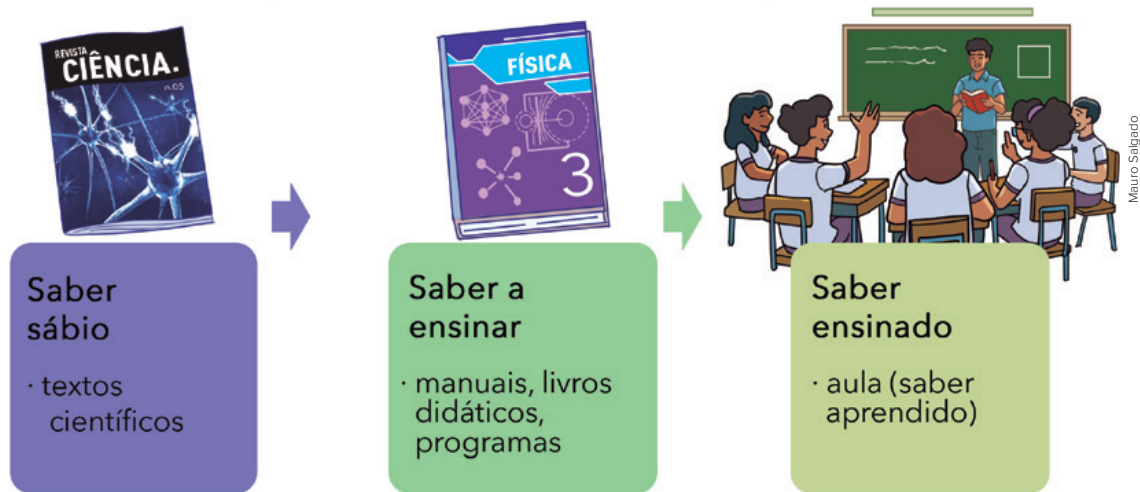 REVISTA
CIÊNCIA.
n.05
FÍSICA
3
Mauro Salgado
Saber
sábio
· textos
científicos
Saber a
ensinar
· manuais, livros
didáticos,
programas
Saber
ensinado
· aula (saber
aprendido)